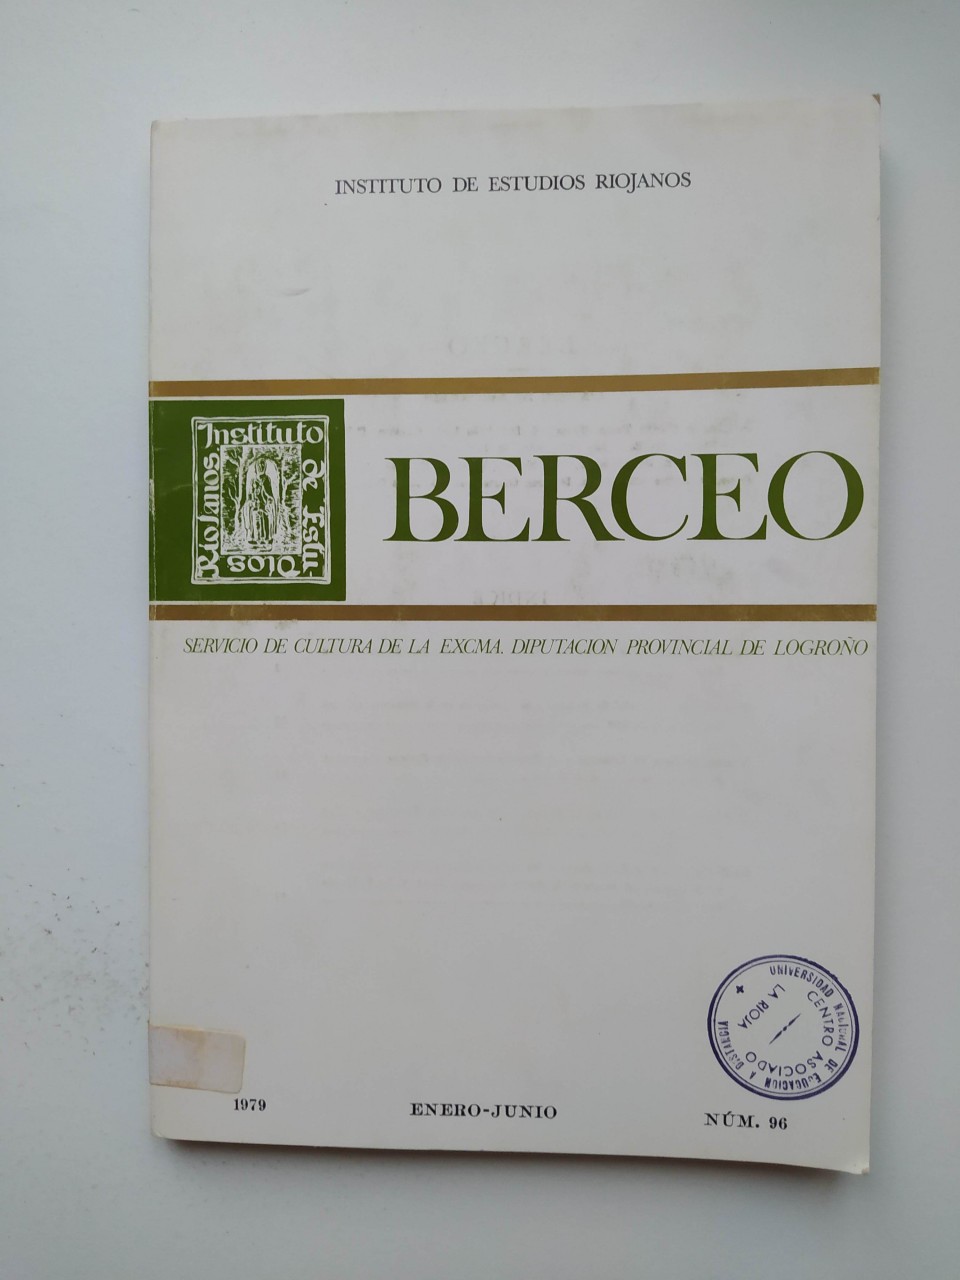 INSTITUTO DE ESTUDIOS RIOJANOS
Instituto de Estudios Riojanos
BERCEO
SERVICIO DE CULTURA DE LA EXCMA. DIPUTACION PROVINCIAL DE LOGROÑO
UNIVERSIDAD NACIONAL DE EDUCACION A DISTANCIA
CENTRO ASOCIADO
LA RIOJA
1979
ENERO-JUNIO
NÚM. 96